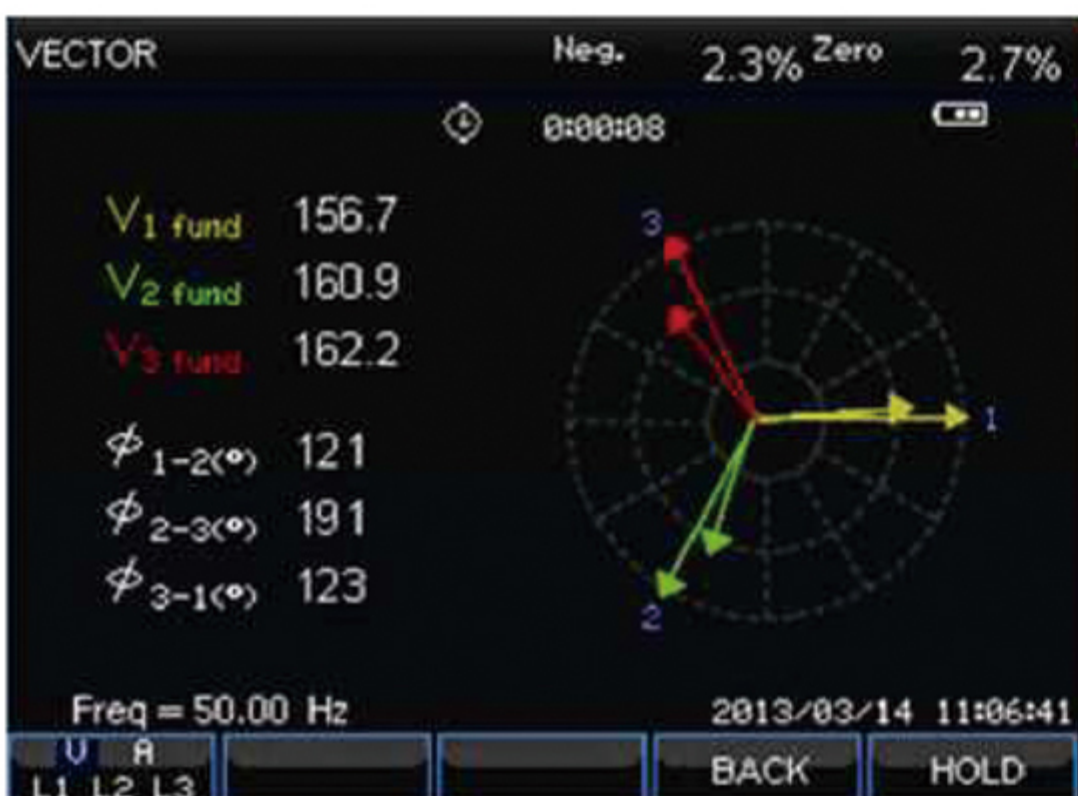 VECTOR Neg. 2.3% Zero 2.7%
0:00:08
V1 fund 156.7
V2 fund 160.9
V3 fund 162.2
ϕ1-2(°) 121
ϕ2-3(°) 191
ϕ3-1(°) 123
3
1
2
Freq = 50.00 Hz 2013/03/14 11:06:41
V A
L1 L2 L3 BACK HOLD